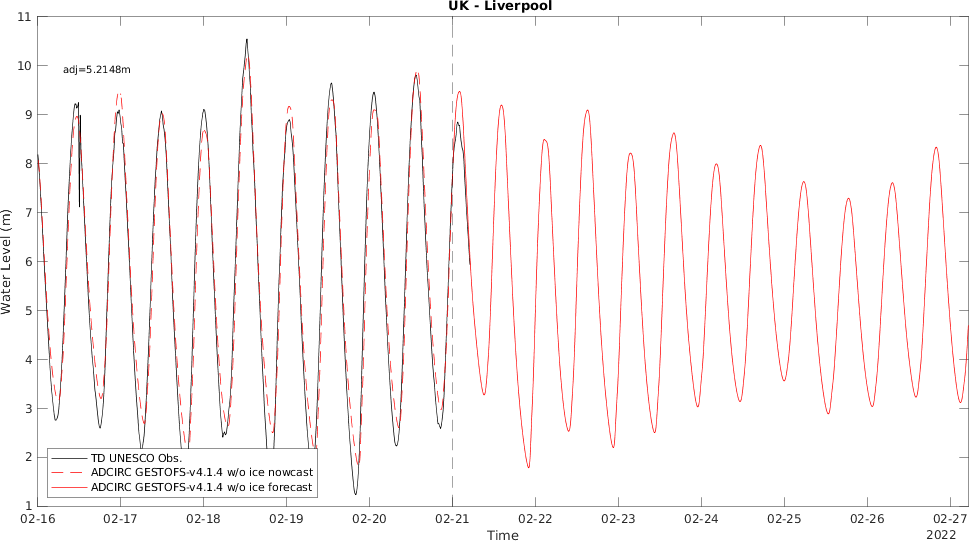 UK - Liverpool
11
10
9
8
7
6
5
4
3
2
1
Water Level (m)
adj=5.2148m
TD UNESCO Obs.
ADCIRC GESTOFS-v4.1.4 w/o ice nowcast
ADCIRC GESTOFS-v4.1.4 w/o ice forecast
02-16 02-17 02-18 02-19 02-20 02-21 02-22 02-23 02-24 02-25 02-26 02-27
Time
2022